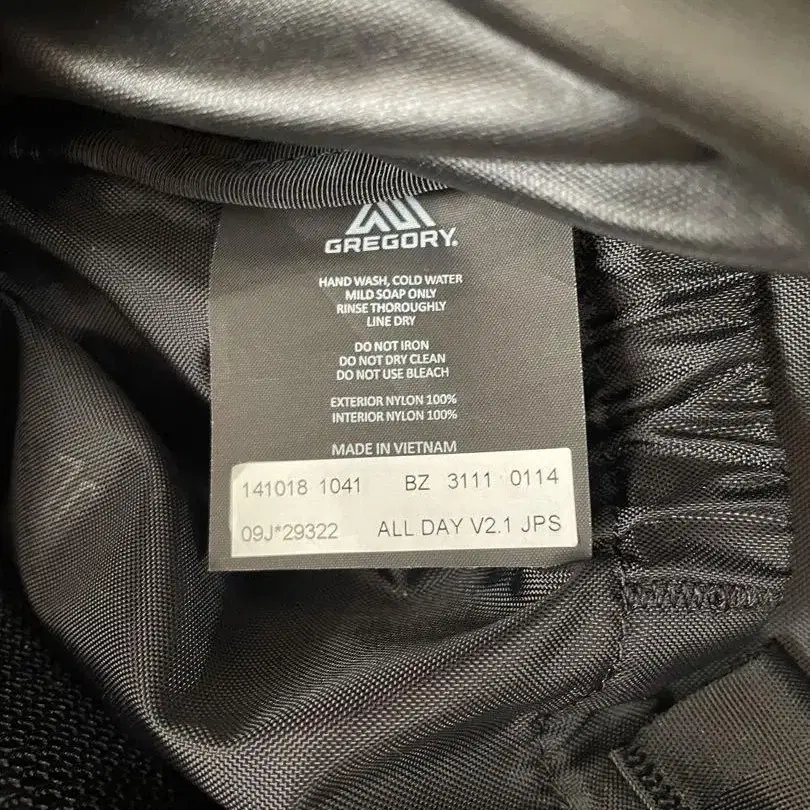 GREGORY.
HAND WASH, COLD WATER
MILD SOAP ONLY
RINSE THOROUGHLY
LINE DRY
DO NOT IRON
DO NOT DRY CLEAN
DO NOT USE BLEACH
EXTERIOR NYLON 100%
INTERIOR NYLON 100%
MADE IN VIETNAM
141018 1041 BZ 3111 0114
09J*29322 ALL DAY V2.1 JPS